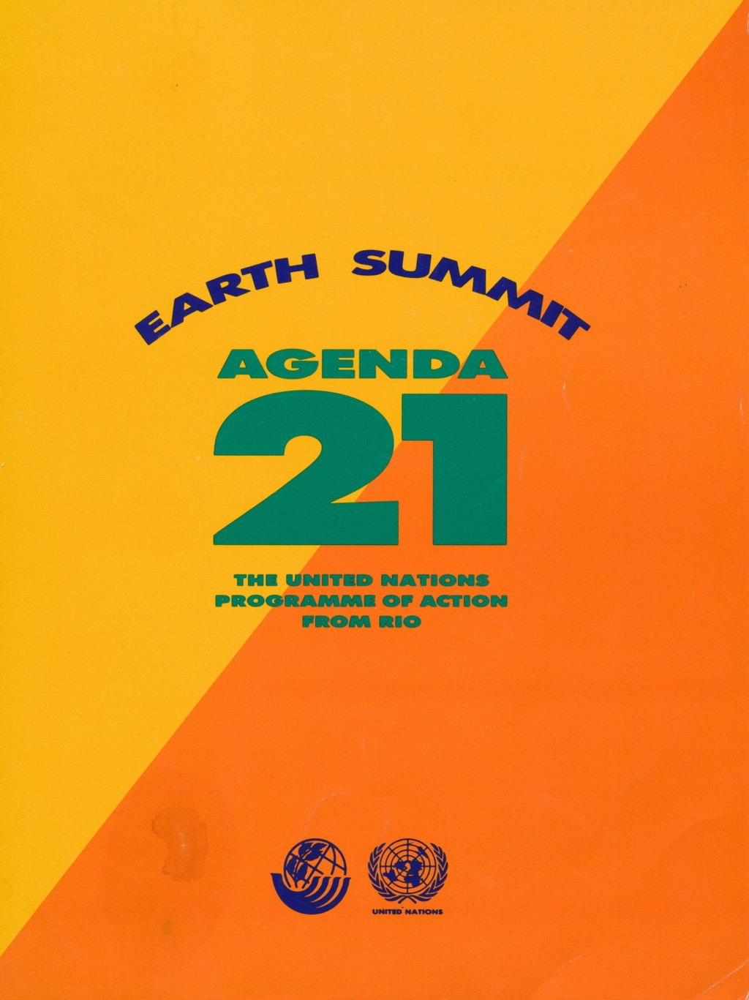 EARTH SUMMIT
AGENDA
21
THE UNITED NATIONS
PROGRAMME OF ACTION
FROM RIO
UNITED NATIONS